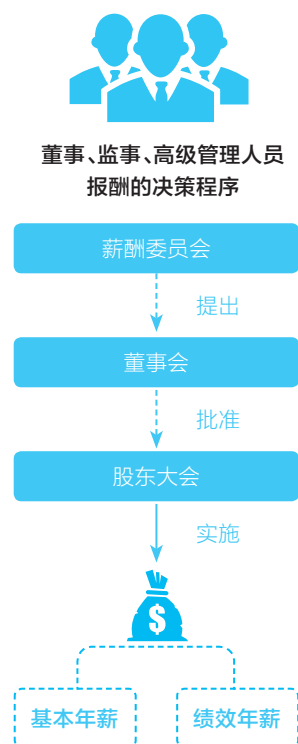 董事、监事、高级管理人员
报酬的决策程序
薪酬委员会
提出
董事会
批准
股东大会
实施
$
基本年薪
绩效年薪